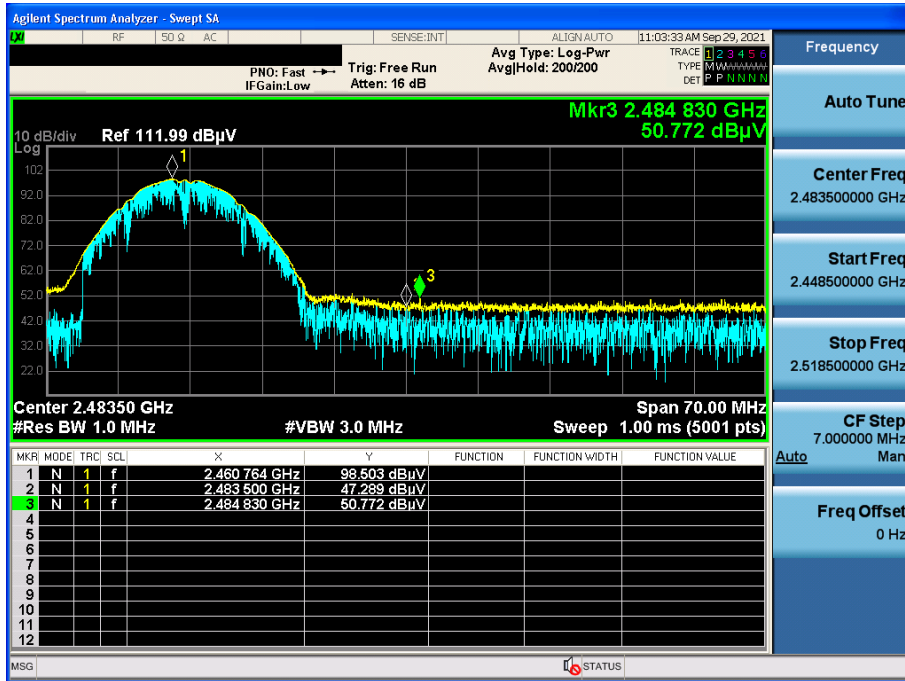 Agilent Spectrum Analyzer - Swept SA
LXI RF 50 Ω AC SENSE:INT ALIGN AUTO 11:03:33 AM Sep 29, 2021
PNO: Fast Trig: Free Run Avg Type: Log-Pwr TRACE 1 2 3 4 5 6
IFGain:Low Atten: 16 dB Avg|Hold: 200/200 TYPE MWWWWW
DET P P N N N N
Mkr3 2.484 830 GHz
50.772 dBµV
10 dB/div Ref 111.99 dBµV
Log
102
92.0
82.0
72.0
62.0
52.0
42.0
32.0
22.0
1
3
Center 2.48350 GHz Span 70.00 MHz
#Res BW 1.0 MHz #VBW 3.0 MHz Sweep 1.00 ms (5001 pts)
MKR MODE TRC SCL X Y FUNCTION FUNCTION WIDTH FUNCTION VALUE
1 N 1 f 2.460 764 GHz 98.503 dBµV
2 N 1 f 2.483 500 GHz 47.289 dBµV
3 N 1 f 2.484 830 GHz 50.772 dBµV
4
5
6
7
8
9
10
11
12
MSG STATUS
Frequency
Auto Tune
Center Freq
2.483500000 GHz
Start Freq
2.448500000 GHz
Stop Freq
2.518500000 GHz
CF Step
7.000000 MHz
Auto Man
Freq Offset
0 Hz